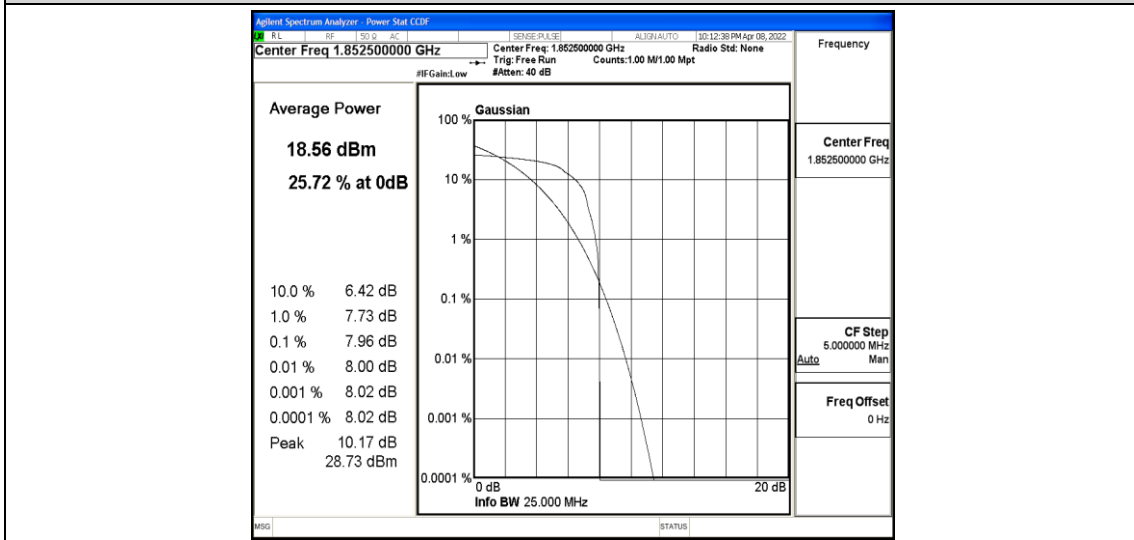 Agilent Spectrum Analyzer - Power Stat CCDF
RL RF 50 Ω AC SENSE:PULSE ALIGNAUTO 10:12:38 PM Apr 08, 2022
Center Freq 1.852500000 GHz
Center Freq: 1.852500000 GHz Radio Std: None
Trig: Free Run Counts:1.00 M/1.00 Mpt
#IFGain:Low #Atten: 40 dB
Frequency
Average Power
18.56 dBm
25.72 % at 0dB
10.0 % 6.42 dB
1.0 % 7.73 dB
0.1 % 7.96 dB
0.01 % 8.00 dB
0.001 % 8.02 dB
0.0001 % 8.02 dB
Peak 10.17 dB
28.73 dBm
Gaussian
100 %
10 %
1 %
0.1 %
0.01 %
0.001 %
0.0001 %
0 dB 20 dB
Info BW 25.000 MHz
Center Freq
1.852500000 GHz
CF Step
5.000000 MHz
Auto Man
Freq Offset
0 Hz
MSG STATUS